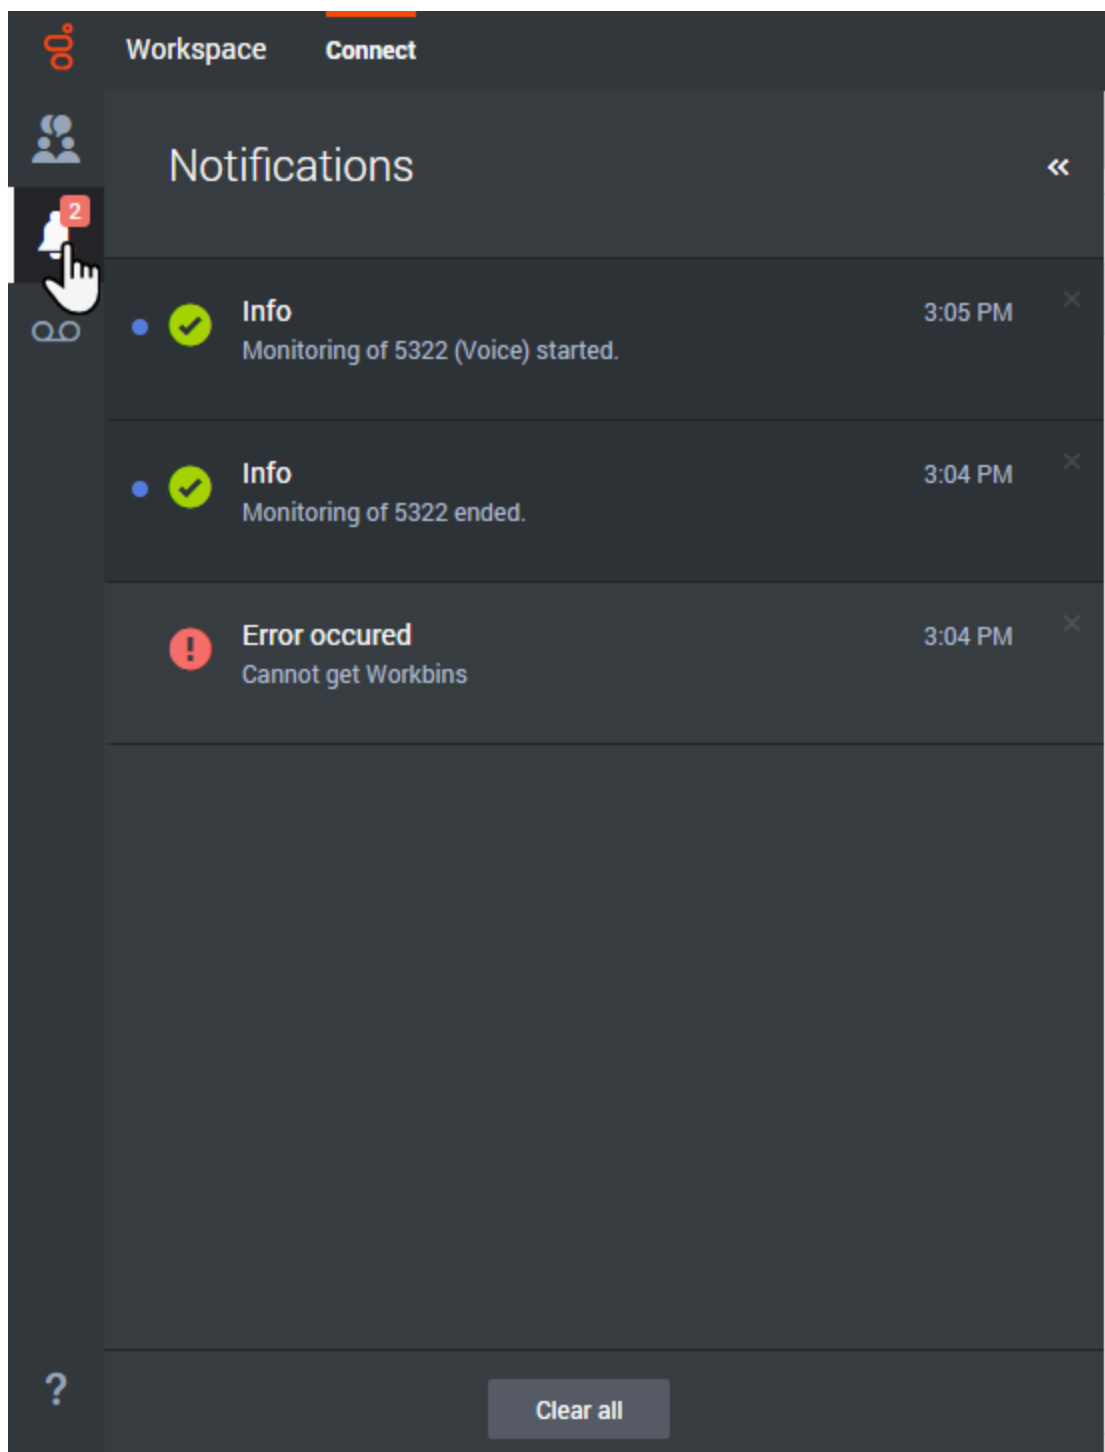 Workspace Connect
Notifications
2
Info 3:05 PM
Monitoring of 5322 (Voice) started.
Info 3:04 PM
Monitoring of 5322 ended.
Error occured 3:04 PM
Cannot get Workbins
?
Clear all